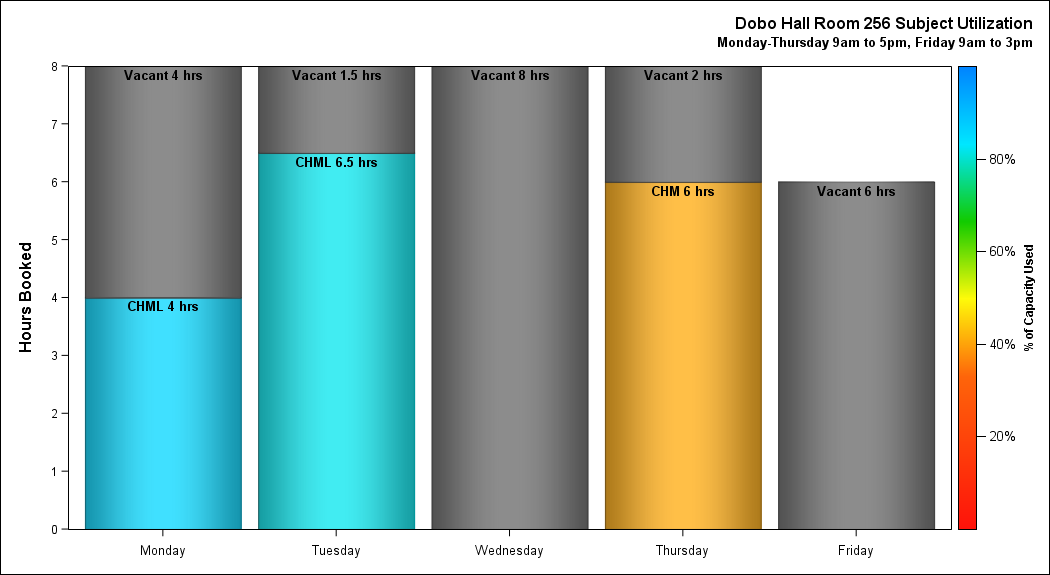 Dobo Hall Room 256 Subject Utilization
Monday-Thursday 9am to 5pm, Friday 9am to 3pm
Hours Booked
8
7
6
5
4
3
2
1
0
Vacant 4 hrs
CHML 4 hrs
Vacant 1.5 hrs
CHML 6.5 hrs
Vacant 8 hrs
Vacant 2 hrs
CHM 6 hrs
Vacant 6 hrs
Monday
Tuesday
Wednesday
Thursday
Friday
80%
60%
40%
20%
% of Capacity Used